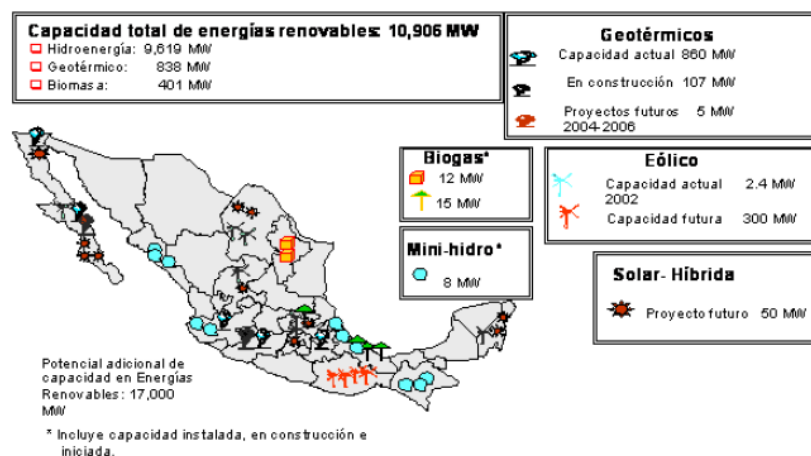 Capacidad total de energías renovables: 10,906 MW
Hidroenergía: 9,619 MW
Geotérmico: 838 MW
Biomasa: 401 MW
Geotérmicos
Capacidad actual 860 MW
En construcción 107 MW
Proyectos futuros 5 MW
2004-2006
Biogas*
12 MW
15 MW
Eólico
Capacidad actual 2.4 MW
2002
Capacidad futura 300 MW
Mini-hidro*
8 MW
Solar- Híbrida
Proyecto futuro 50 MW
Potencial adicional de
capacidad en Energías
Renovables: 17,000
MW
* Incluye capacidad instalada, en construcción e
iniciada.